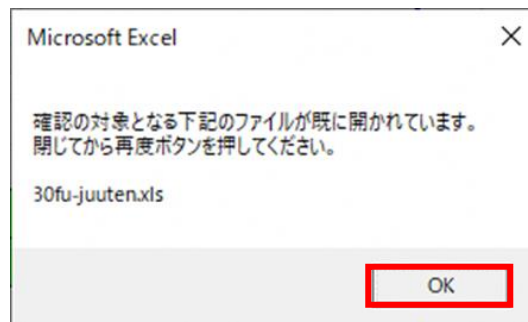 Microsoft Excel
確認の対象となる下記のファイルが既に開かれています。
閉じてから再度ボタンを押してください。
30fu-juuten.xls
OK